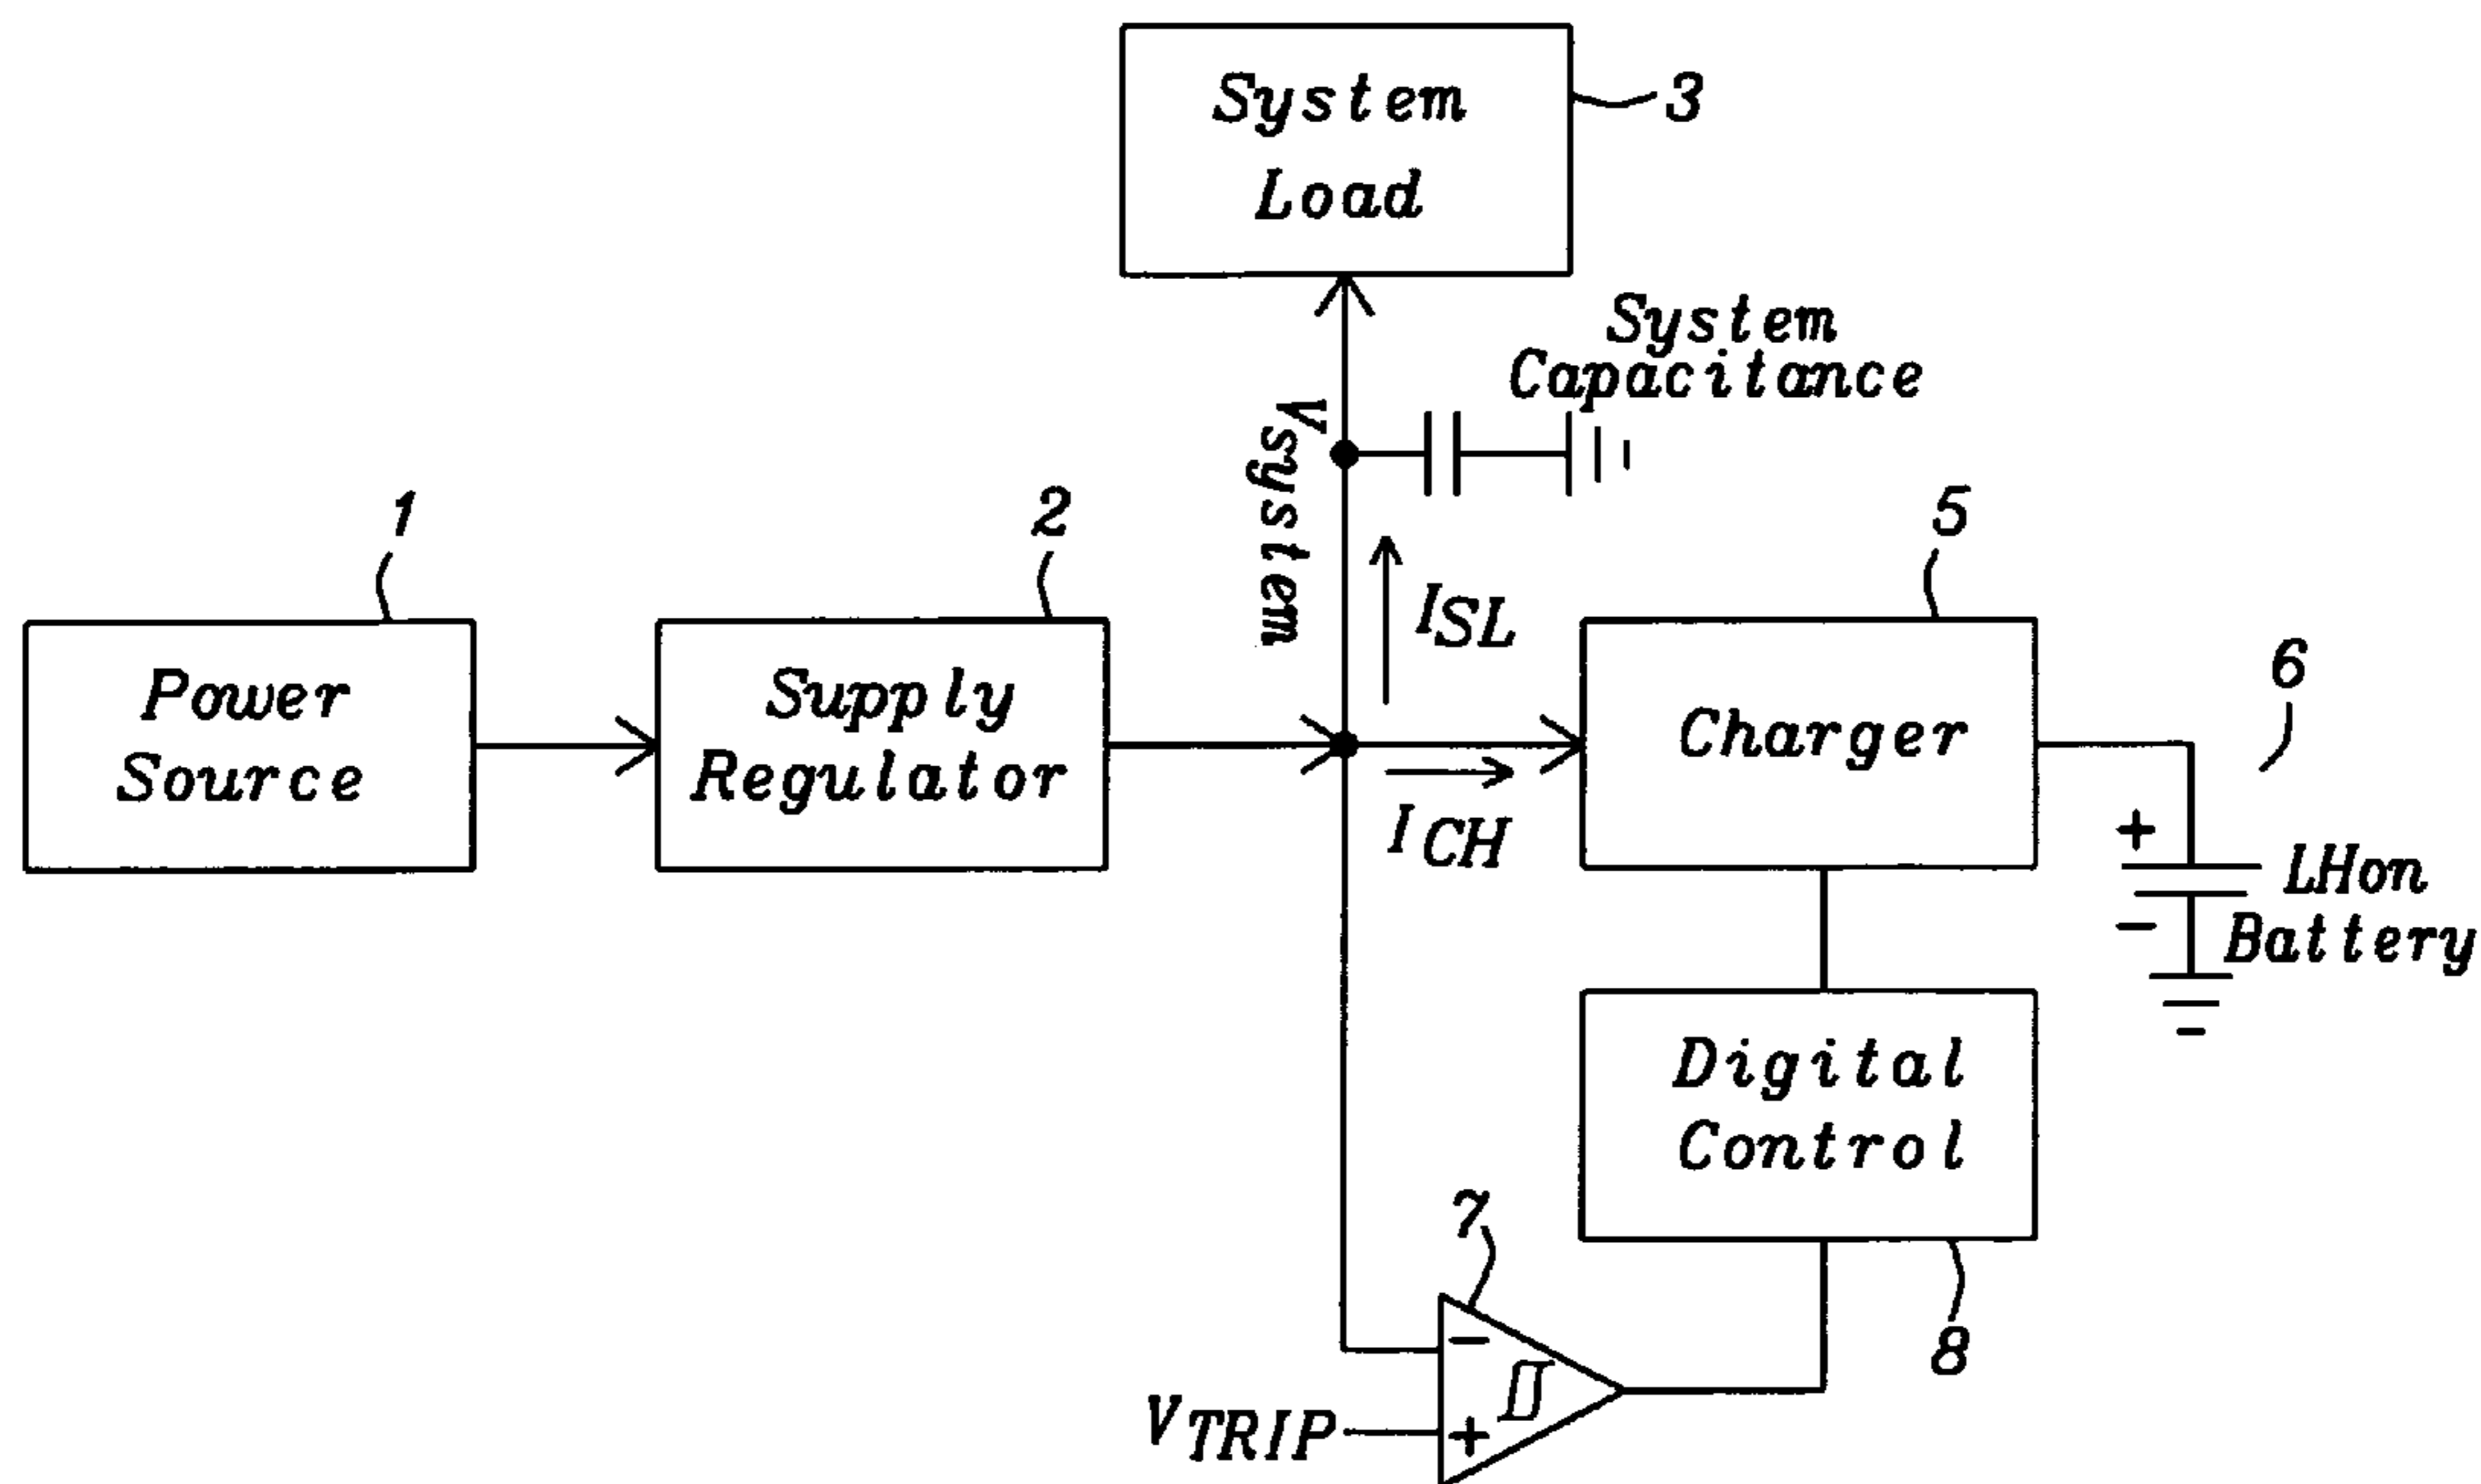 System
Load
3
System
Capacitance
Vsystem
1
2
5
ISL
6
Power
Source
Supply
Regulator
Charger
ICH
+
LHon
Battery
-
Digital
Control
7
8
-
VTRIP
+